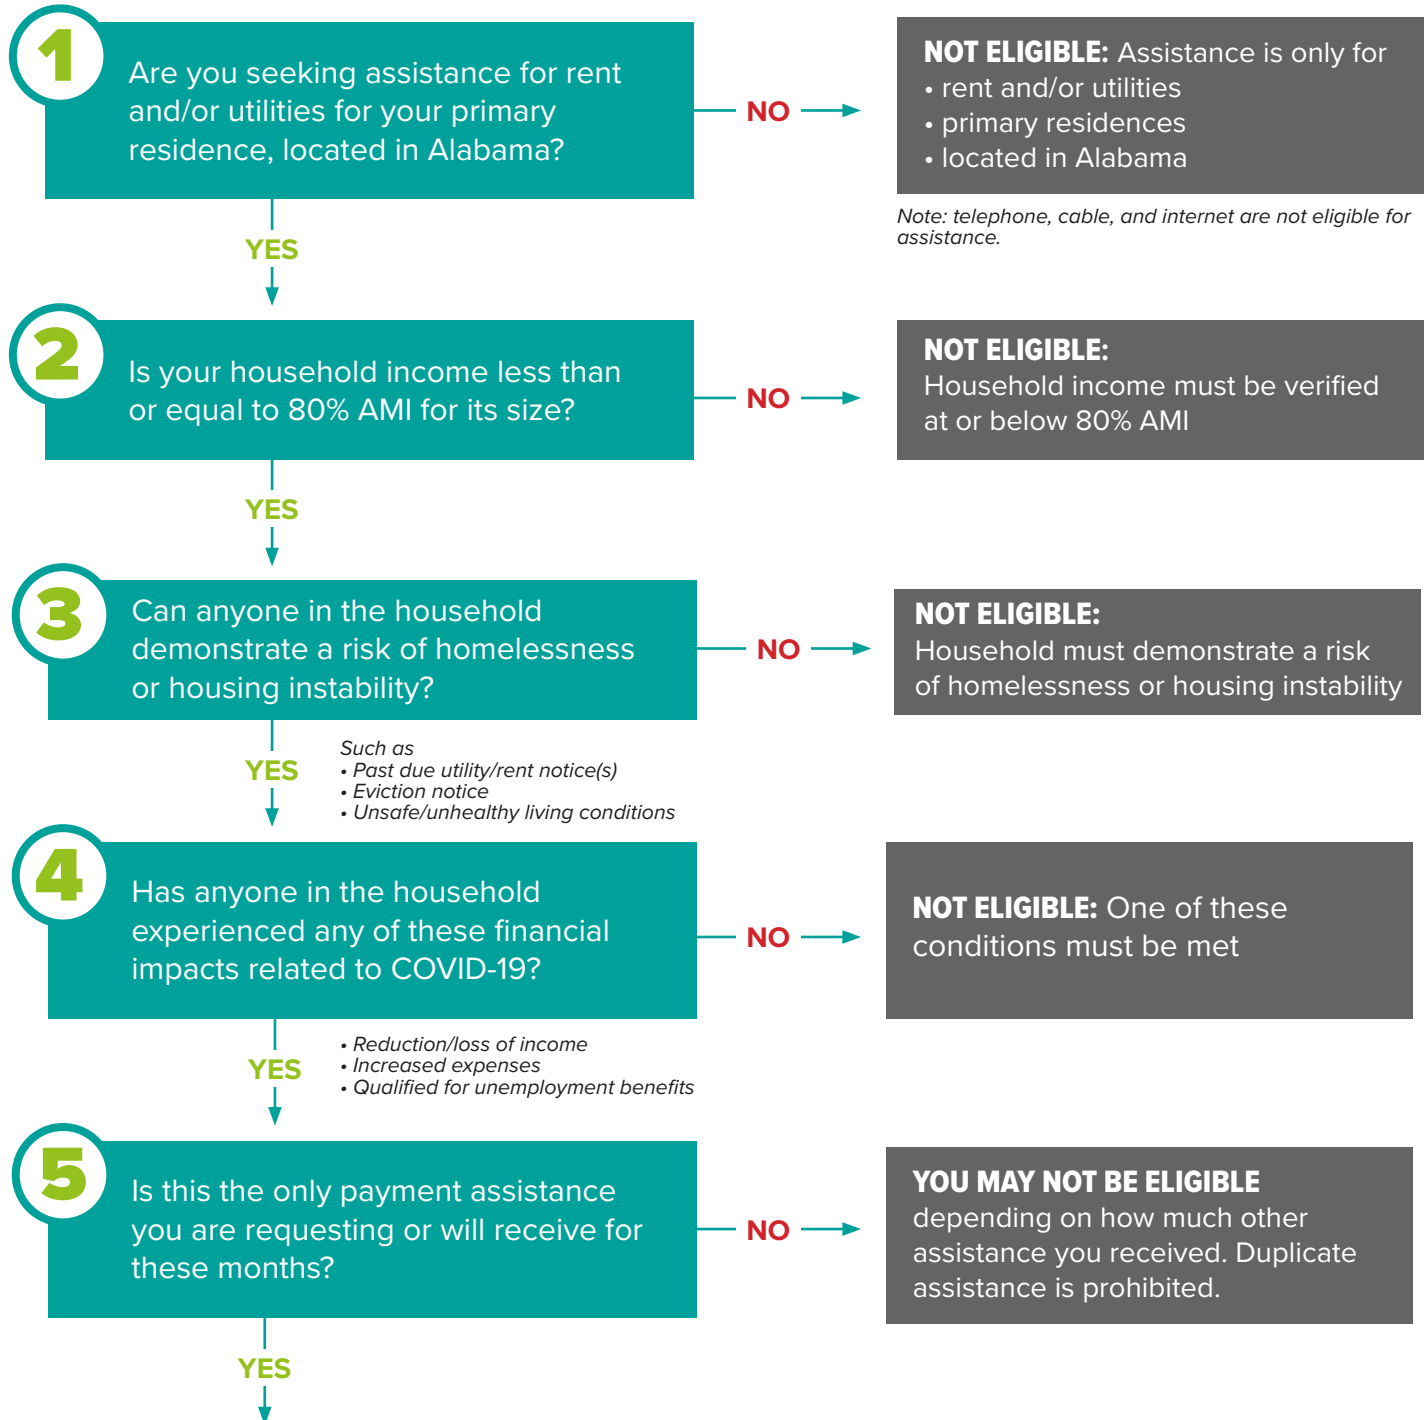 1
Are you seeking assistance for rent
and/or utilities for your primary
residence, located in Alabama?
NO
NOT ELIGIBLE: Assistance is only for
• rent and/or utilities
• primary residences
• located in Alabama
Note: telephone, cable, and internet are not eligible for
assistance.
YES
2
Is your household income less than
or equal to 80% AMI for its size?
NO
NOT ELIGIBLE:
Household income must be verified
at or below 80% AMI
YES
3
Can anyone in the household
demonstrate a risk of homelessness
or housing instability?
NO
NOT ELIGIBLE:
Household must demonstrate a risk
of homelessness or housing instability
YES
Such as
• Past due utility/rent notice(s)
• Eviction notice
• Unsafe/unhealthy living conditions
4
Has anyone in the household
experienced any of these financial
impacts related to COVID-19?
NO
NOT ELIGIBLE: One of these
conditions must be met
YES
• Reduction/loss of income
• Increased expenses
• Qualified for unemployment benefits
5
Is this the only payment assistance
you are requesting or will receive for
these months?
NO
YOU MAY NOT BE ELIGIBLE
depending on how much other
assistance you received. Duplicate
assistance is prohibited.
YES